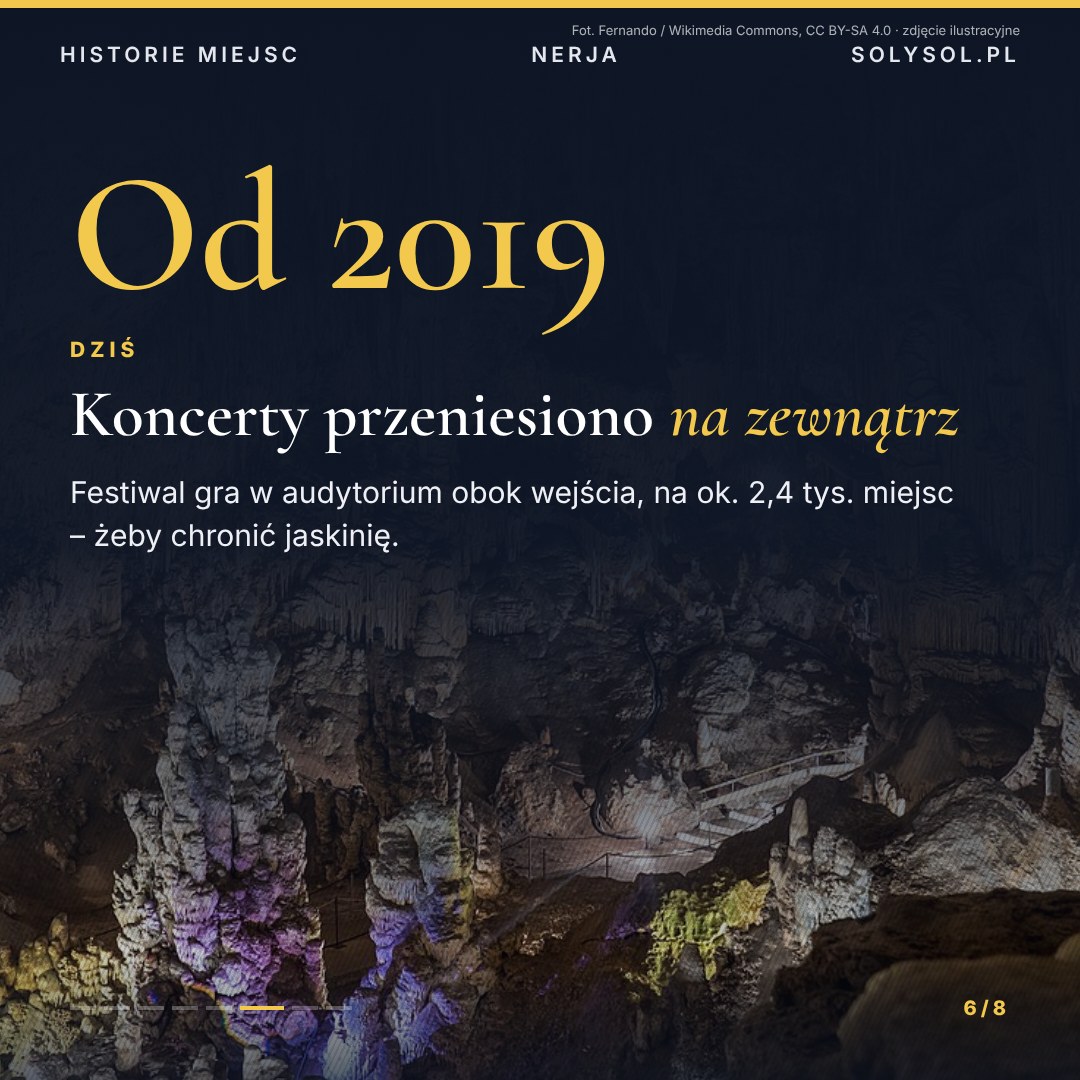 Fot. Fernando / Wikimedia Commons, CC BY-SA 4.0 · zdjęcie ilustracyjne
HISTORIE MIEJSC NERJA SOLYSOL.PL
Od 2019
DZIŚ
Koncerty przeniesiono na zewnątrz
Festiwal gra w audytorium obok wejścia, na ok. 2,4 tys. miejsc
– żeby chronić jaskinię.
6/8